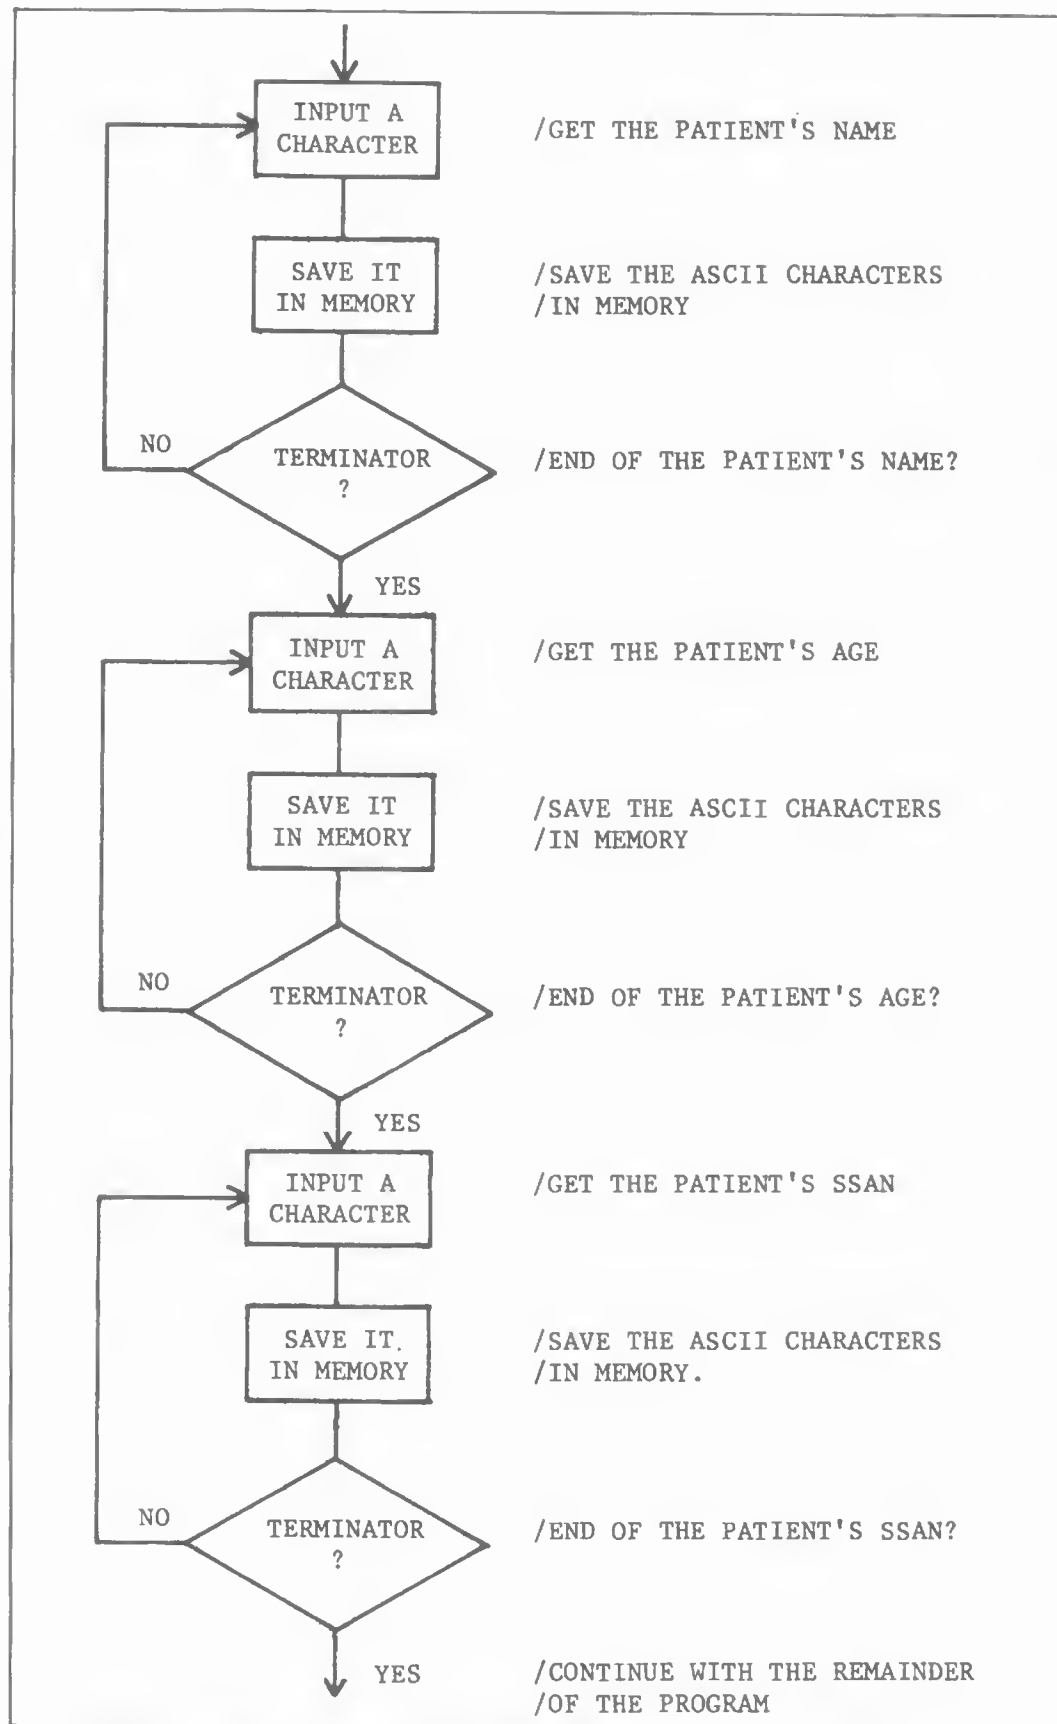 INPUT A
CHARACTER
/GET THE PATIENT'S NAME
SAVE IT
IN MEMORY
/SAVE THE ASCII CHARACTERS
/IN MEMORY
NO
TERMINATOR
?
/END OF THE PATIENT'S NAME?
YES
INPUT A
CHARACTER
/GET THE PATIENT'S AGE
SAVE IT
IN MEMORY
/SAVE THE ASCII CHARACTERS
/IN MEMORY
NO
TERMINATOR
?
/END OF THE PATIENT'S AGE?
YES
INPUT A
CHARACTER
/GET THE PATIENT'S SSAN
SAVE IT.
IN MEMORY
/SAVE THE ASCII CHARACTERS
/IN MEMORY.
NO
TERMINATOR
?
/END OF THE PATIENT'S SSAN?
YES
/CONTINUE WITH THE REMAINDER
/OF THE PROGRAM